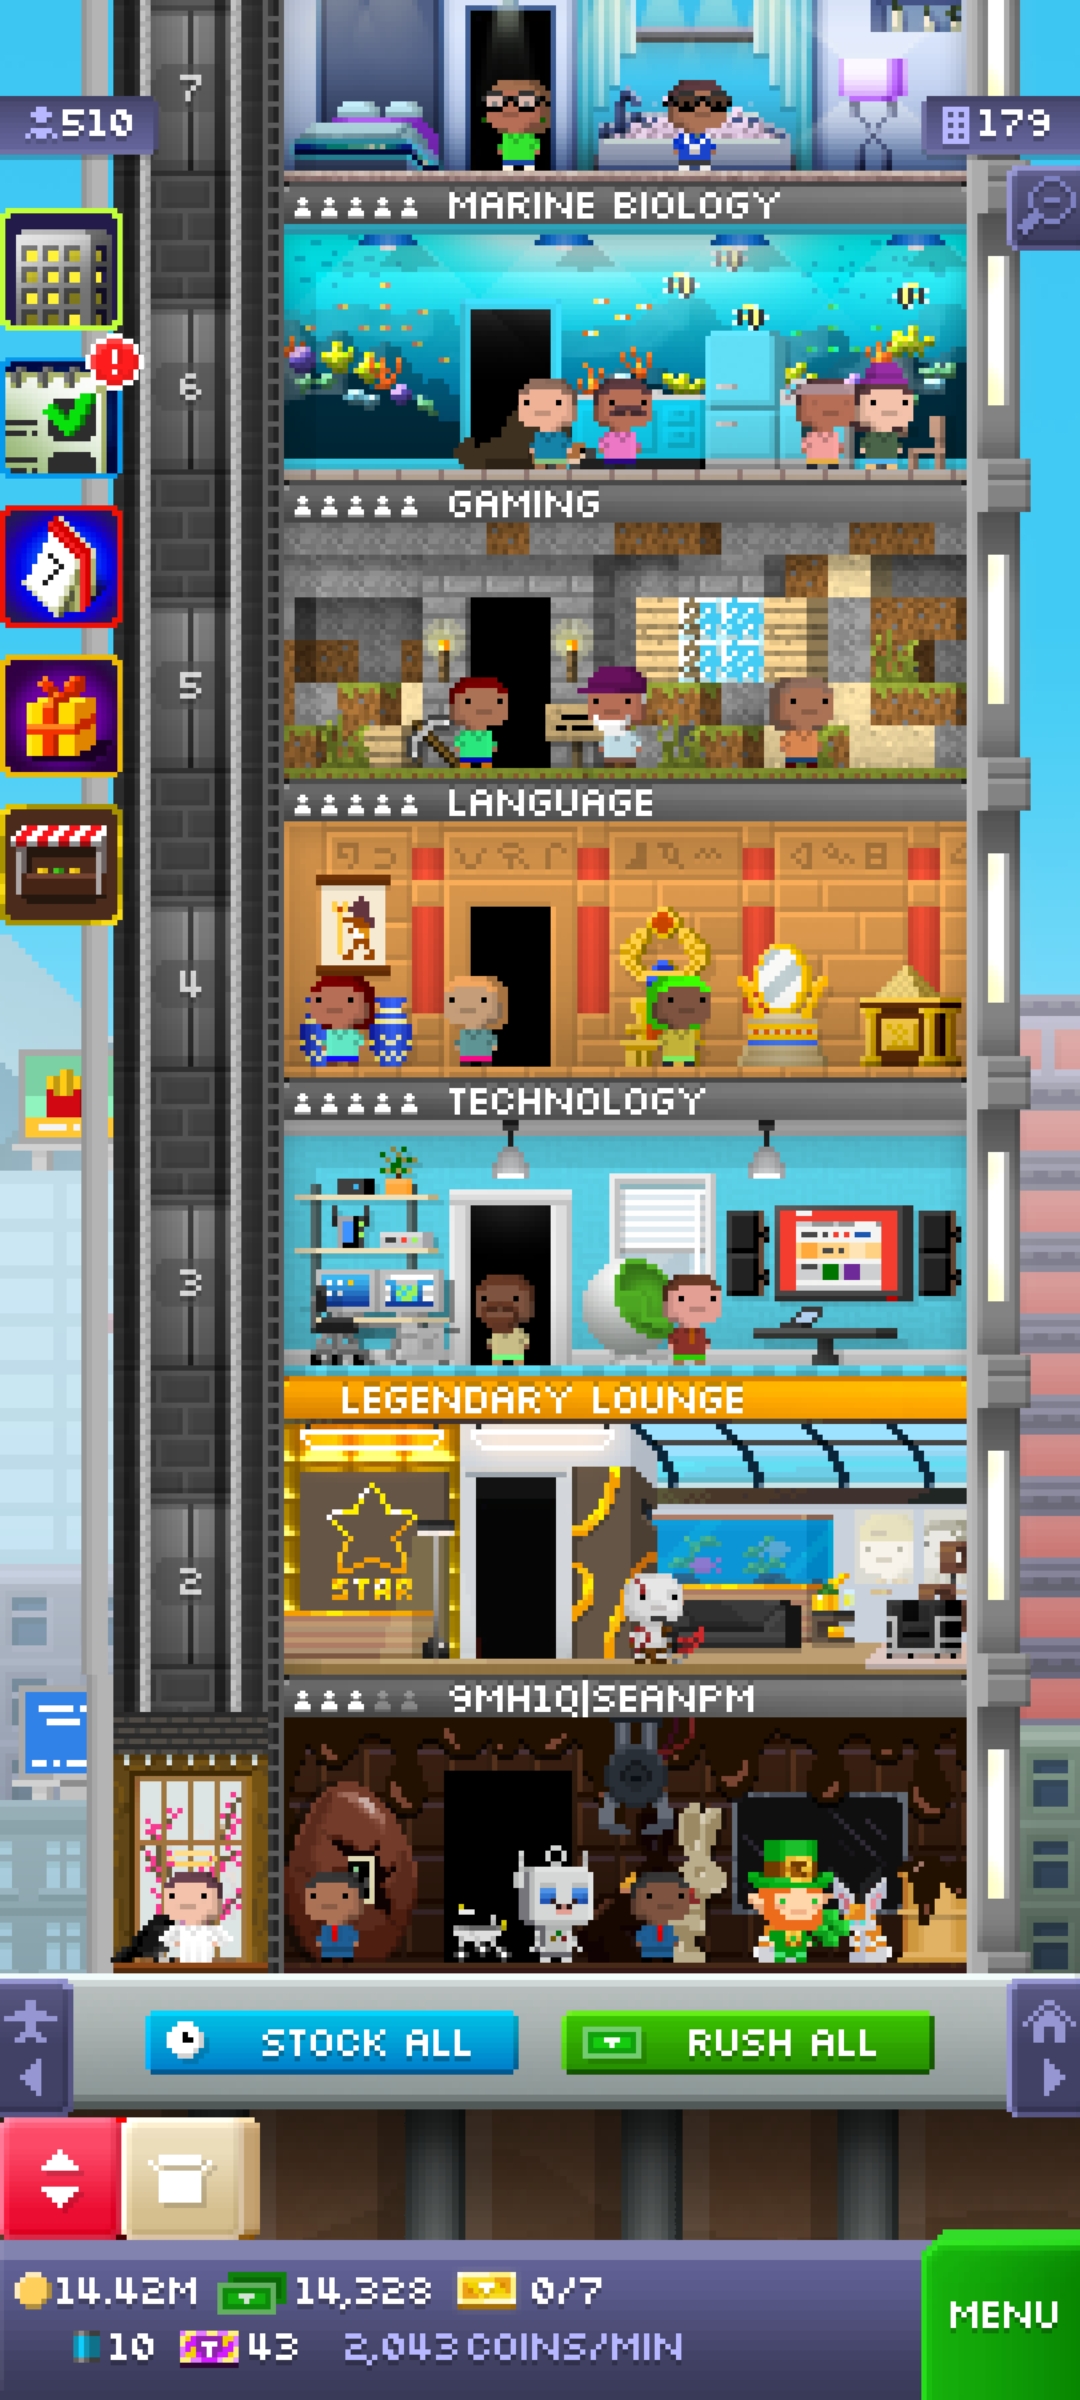 7
510
179
MARINE BIOLOGY
6
GAMING
7
5
LANGUAGE
4
TECHNOLOGY
3
LEGENDARY LOUNGE
STAR
2
9MH1Q|SEANPM
STOCK ALL
RUSH ALL
14.42M 14,328 0/7
10 43 2,043 COINS/MIN
MENU